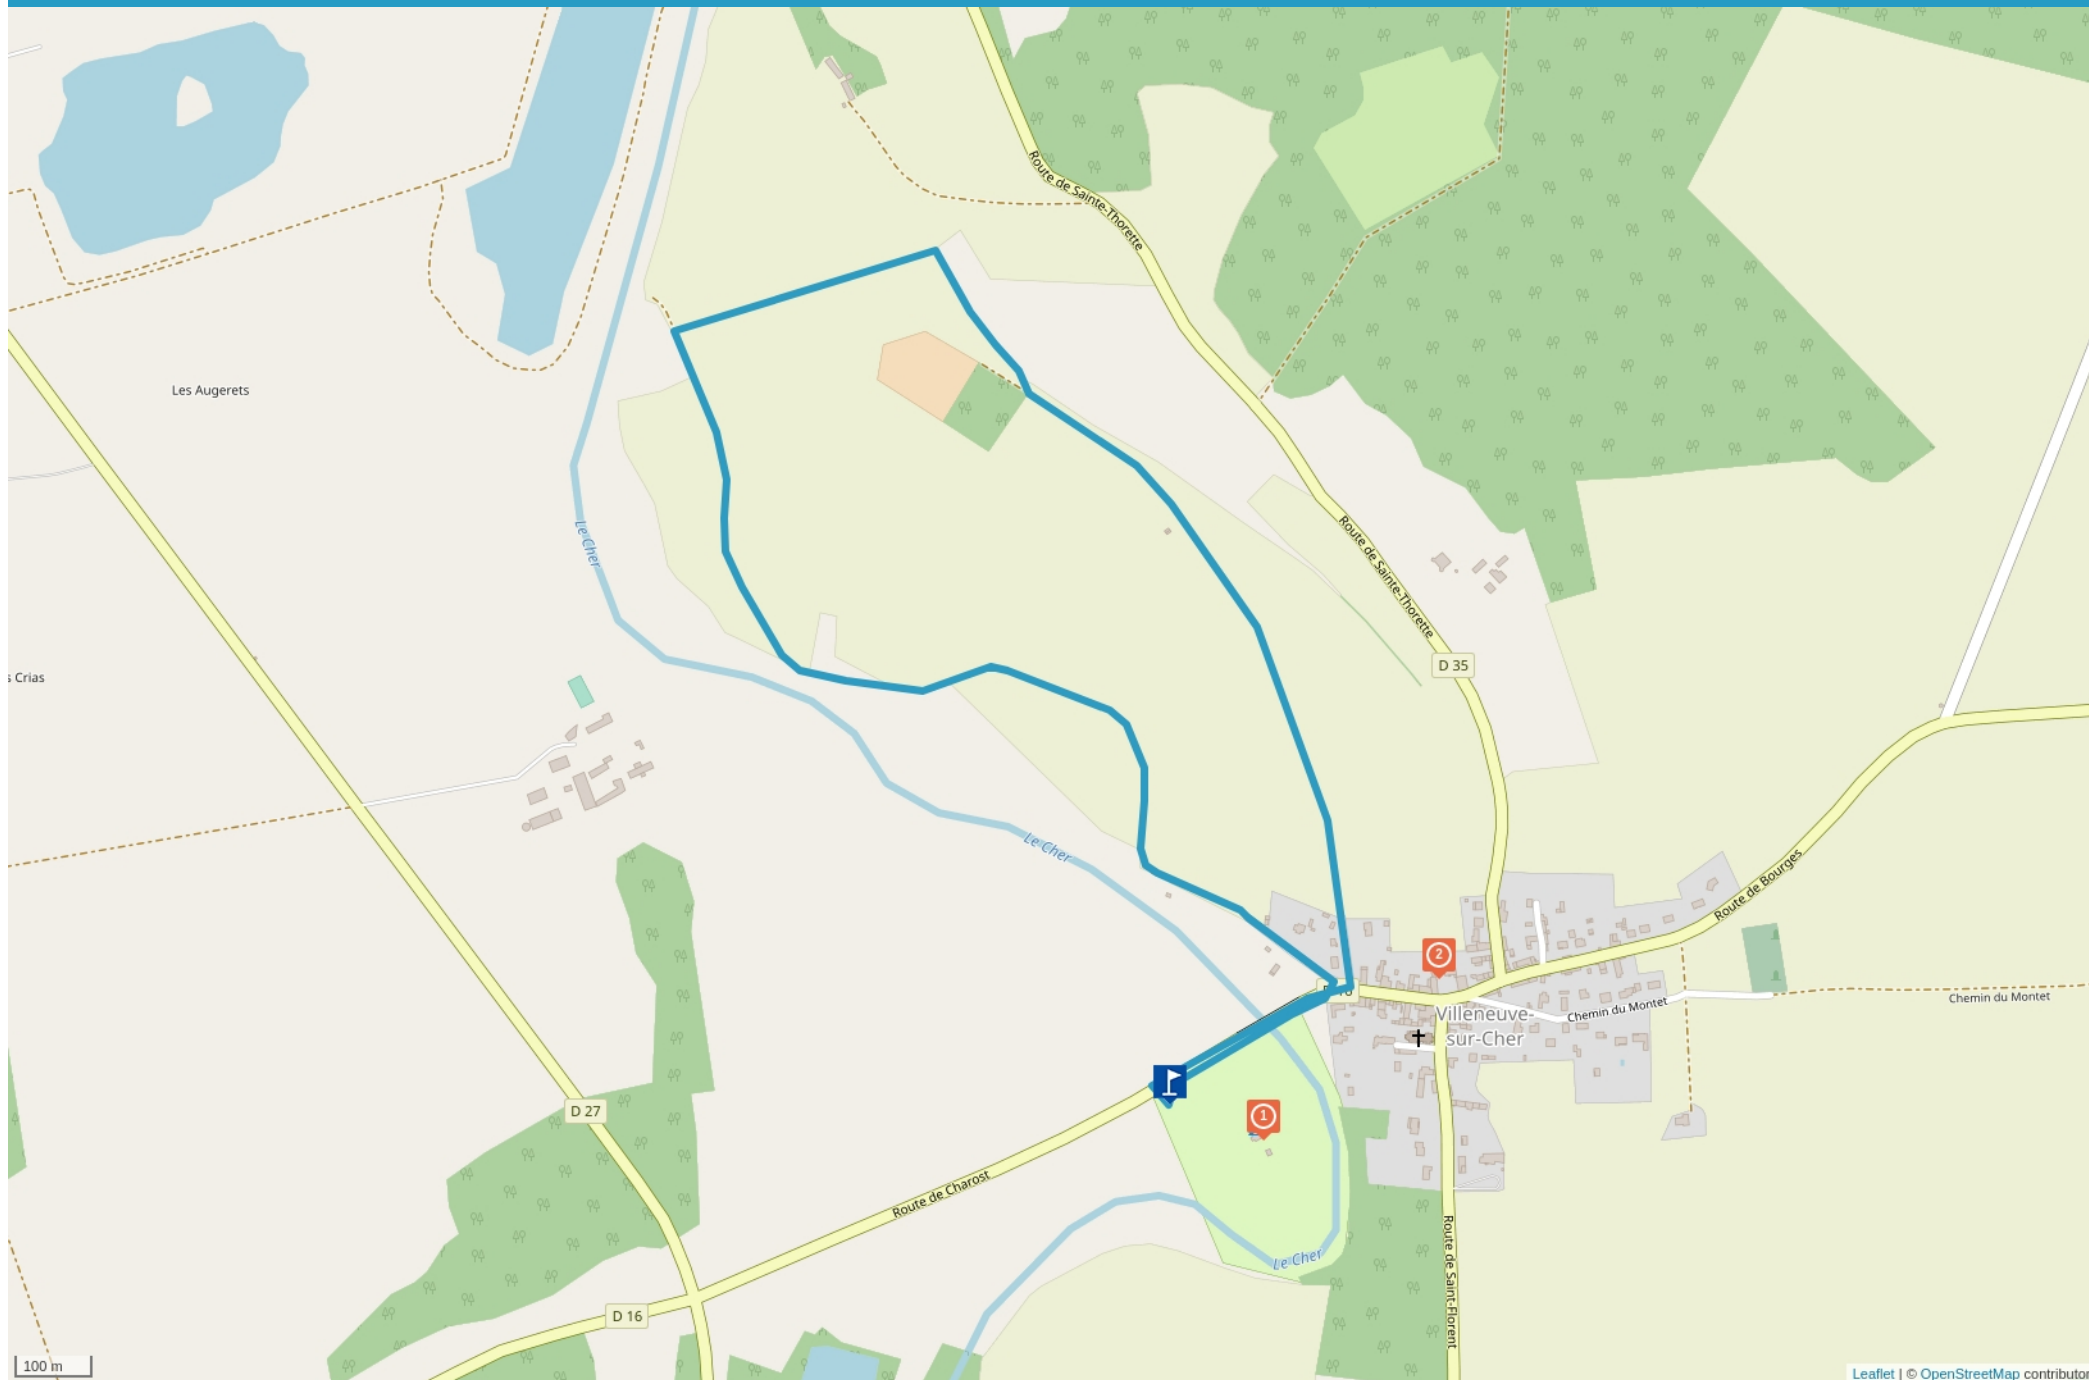 Route de Sainte-Thorette
Les Augerets
Le Cher
Route de Sainte-Thorette
D 35
s Crias
Le Cher
Route de Bourges
2
Chemin du Montet
Chemin du Montet
Villeneuve-
sur-Cher
D 27
1
Route de Charost
Le Cher
Route de Saint-Florent
D 16
100 m
Leaflet | © OpenStreetMap contributor